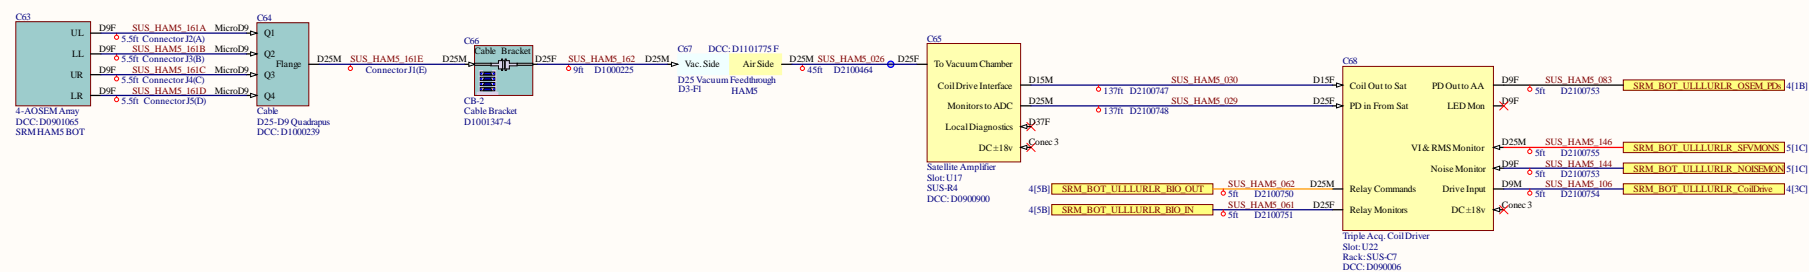 C63
UL
LL
UR
LR
4-AOSEM Array
DCC: D0901065
SRM HAM5 BOT
D9F SUS_HAM5_161A MicroD9
5.5ft Connector J2(A)
D9F SUS_HAM5_161B MicroD9
5.5ft Connector J3(B)
D9F SUS_HAM5_161C MicroD9
5.5ft Connector J4(C)
D9F SUS_HAM5_161D MicroD9
5.5ft Connector J5(D)
C64
Q1
Q2
Flange
Q3
Q4
Cable
D25-D9 Quadrapus
DCC: D1000239
D25M SUS_HAM5_161E D25M
Connector J1(E)
C66
Cable Bracket
CB-2
Cable Bracket
D1001347-4
D25F SUS_HAM5_162 D25M
9ft D1000225
C67 DCC: D1101775 F
Vac. Side Air Side
D25 Vacuum Feedthrough
D3-F1 HAM5
D25M SUS_HAM5_026 D25F
45ft D2100464
C65
To Vacuum Chamber
Coil Drive Interface
Monitors to ADC
Local Diagnostics
DC ±18v
Satellite Amplifier
Slot: U17
SUS-R4
DCC: D0900900
D15M SUS_HAM5_030 D15F
137ft D2100747
D25M SUS_HAM5_029 D25F
137ft D2100748
D37F
Conec 3
4[5B] SRM_BOT_ULLLURLR_BIO_OUT SUS_HAM5_062 D25M
5ft D2100750
4[5B] SRM_BOT_ULLLURLR_BIO_IN SUS_HAM5_061 D25F
5ft D2100751
C68
Coil Out to Sat PD Out to AA
PD in From Sat LED Mon
VI & RMS Monitor
Noise Monitor
Relay Commands Drive Input
Relay Monitors DC ±18v
Triple Acq. Coil Driver
Slot: U22
Rack: SUS-C7
DCC: D090006
D9F SUS_HAM5_083 SRM_BOT_ULLLURLR_OSEM_PDs 4[1B]
5ft D2100753
D9F
D25M SUS_HAM5_146 SRM_BOT_ULLLURLR_SFVMONS 5[1C]
5ft D2100755
D9F SUS_HAM5_144 SRM_BOT_ULLLURLR_NOISEMON 5[1C]
5ft D2100753
D9M SUS_HAM5_106 SRM_BOT_ULLLURLR_CoilDrive 4[3C]
5ft D2100754
Conec 3